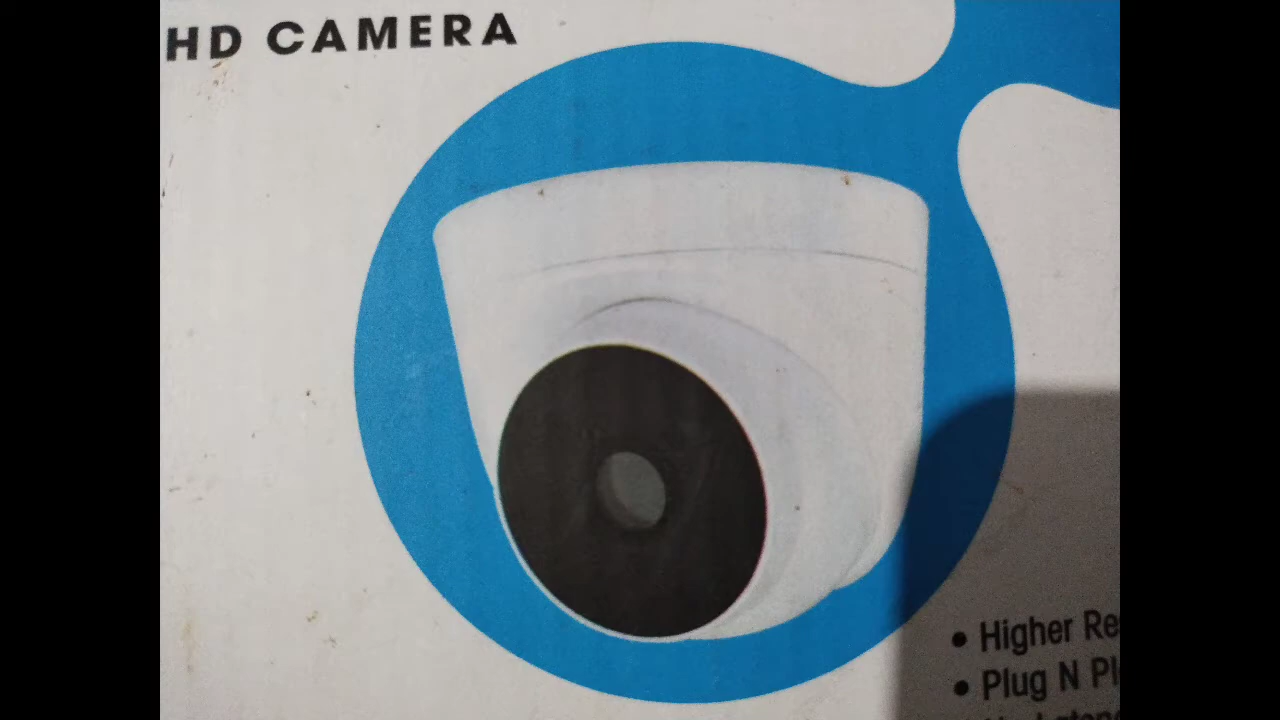 HD CAMERA
• Higher Re
• Plug N Pl